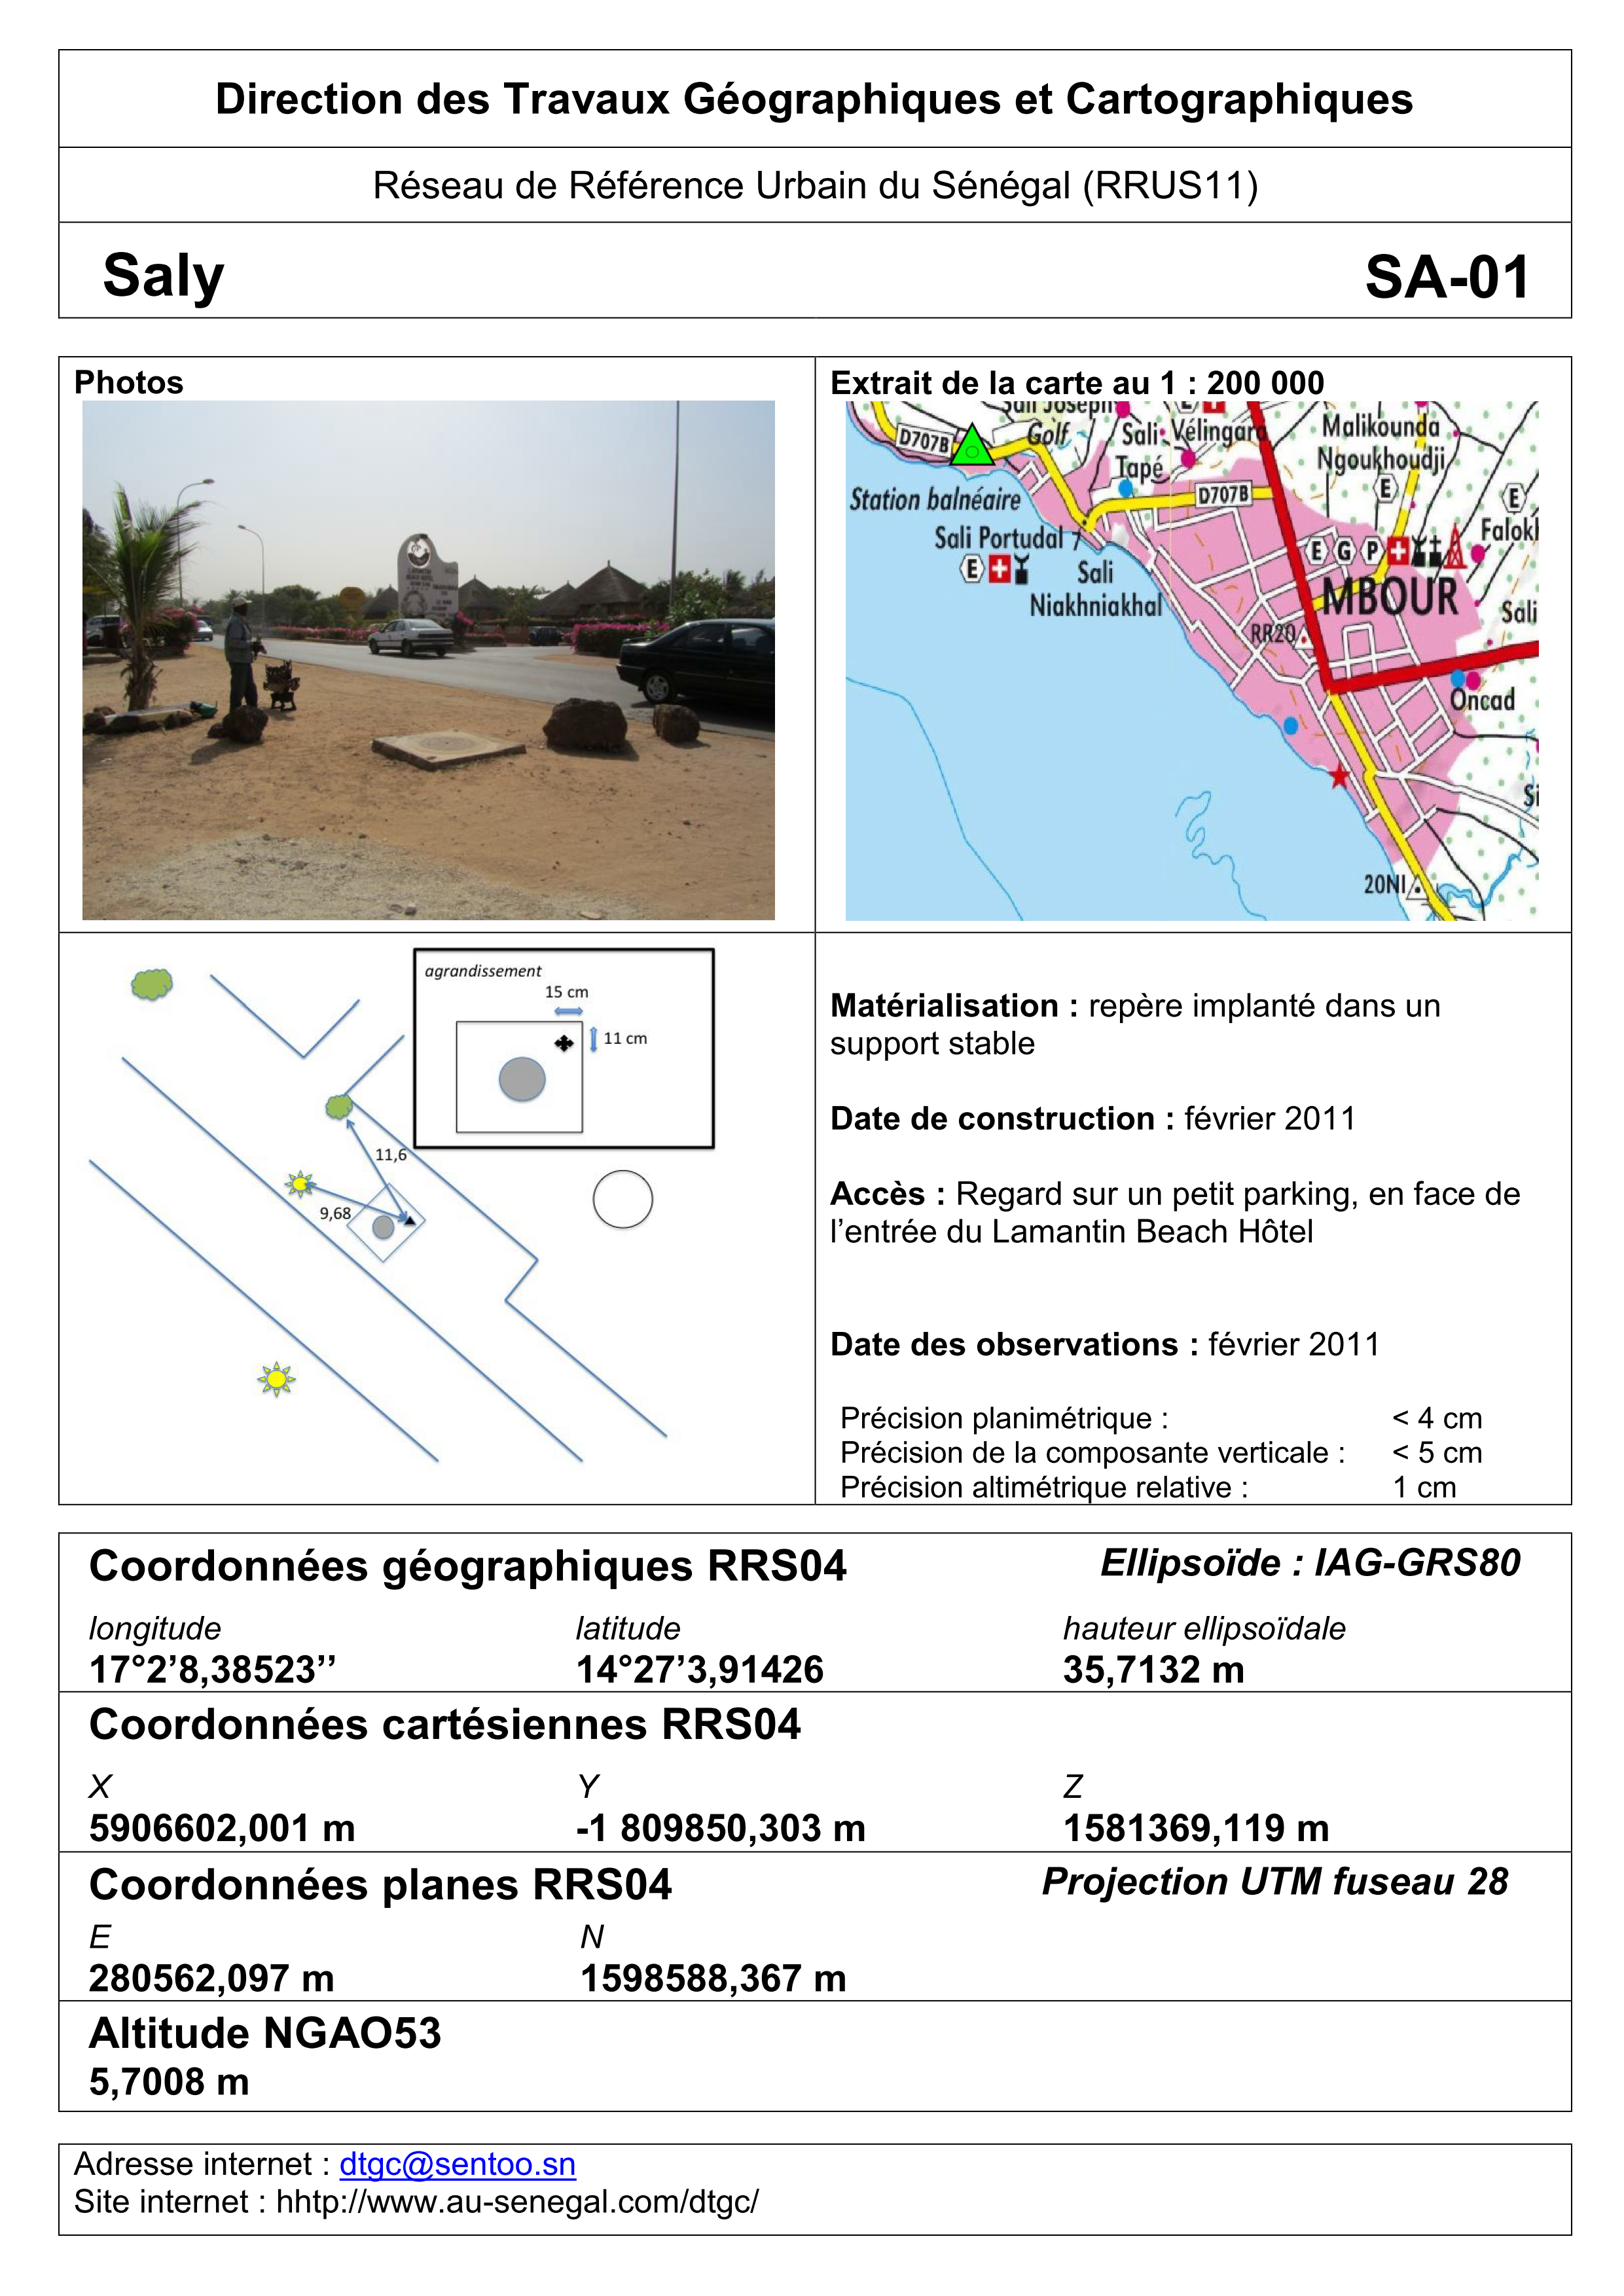 Direction des Travaux Géographiques et Cartographiques
Réseau de Référence Urbain du Sénégal (RRUS11)
Saly
SA-01
Photos
Extrait de la carte au 1 : 200 000
Sali Joseph
E
D707B
Golf
Sali Vélingara
Malikounda
Ngoukhoudji
Tapé
E
D707B
E
Station balnéaire
Falok
Sali Portudal
E
E G P
Sali
Niakhniakhal
MBOUR
Sali
RR20
Oncad
Si
20NI
agrandissement
15 cm
11 cm
11,6
9,68
Matérialisation : repère implanté dans un
support stable
Date de construction : février 2011
Accès : Regard sur un petit parking, en face de
l'entrée du Lamantin Beach Hôtel
Date des observations : février 2011
Précision planimétrique : < 4 cm
Précision de la composante verticale : < 5 cm
Précision altimétrique relative : 1 cm
Coordonnées géographiques RRS04
Ellipsoïde : IAG-GRS80
longitude latitude hauteur ellipsoïdale
17°2’8,38523’’ 14°27’3,91426 35,7132 m
Coordonnées cartésiennes RRS04
X Y Z
5906602,001 m -1 809850,303 m 1581369,119 m
Coordonnées planes RRS04
Projection UTM fuseau 28
E N
280562,097 m 1598588,367 m
Altitude NGAO53
5,7008 m
Adresse internet : dtgc@sentoo.sn
Site internet : hhtp://www.au-senegal.com/dtgc/